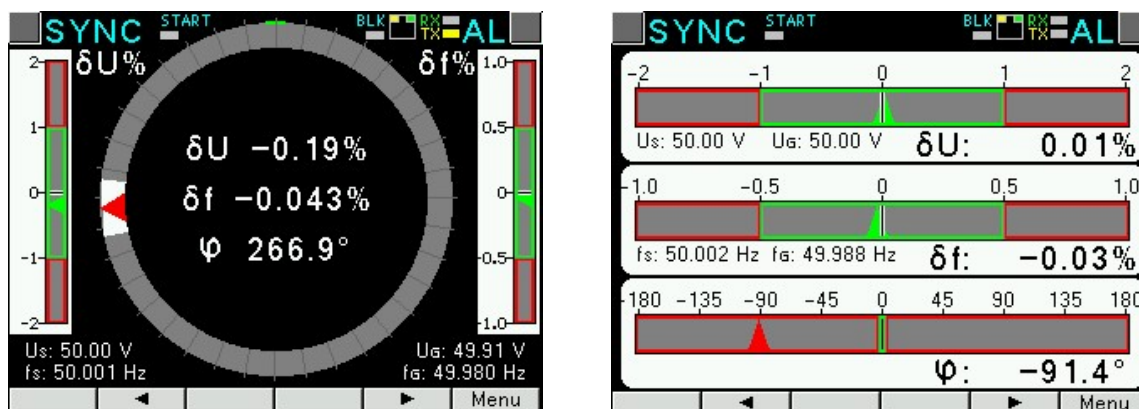 SYNC START BLK RX TX AL
δU% δf%
2 1.0
1 0.5
δU −0.19%
0 0
δf −0.043%
φ 266.9°
-1 -0.5
-2 -1.0
Us: 50.00 V UG: 49.91 V
fs: 50.001 Hz fG: 49.980 Hz
◄ ► Menu
SYNC START BLK RX TX AL
-2 -1 0 1 2
Us: 50.00 V UG: 50.00 V δU: 0.01%
-1.0 -0.5 0 0.5 1.0
fs: 50.002 Hz fG: 49.988 Hz δf: −0.03%
-180 -135 -90 -45 0 45 90 135 180
φ: −91.4°
◄ ► Menu